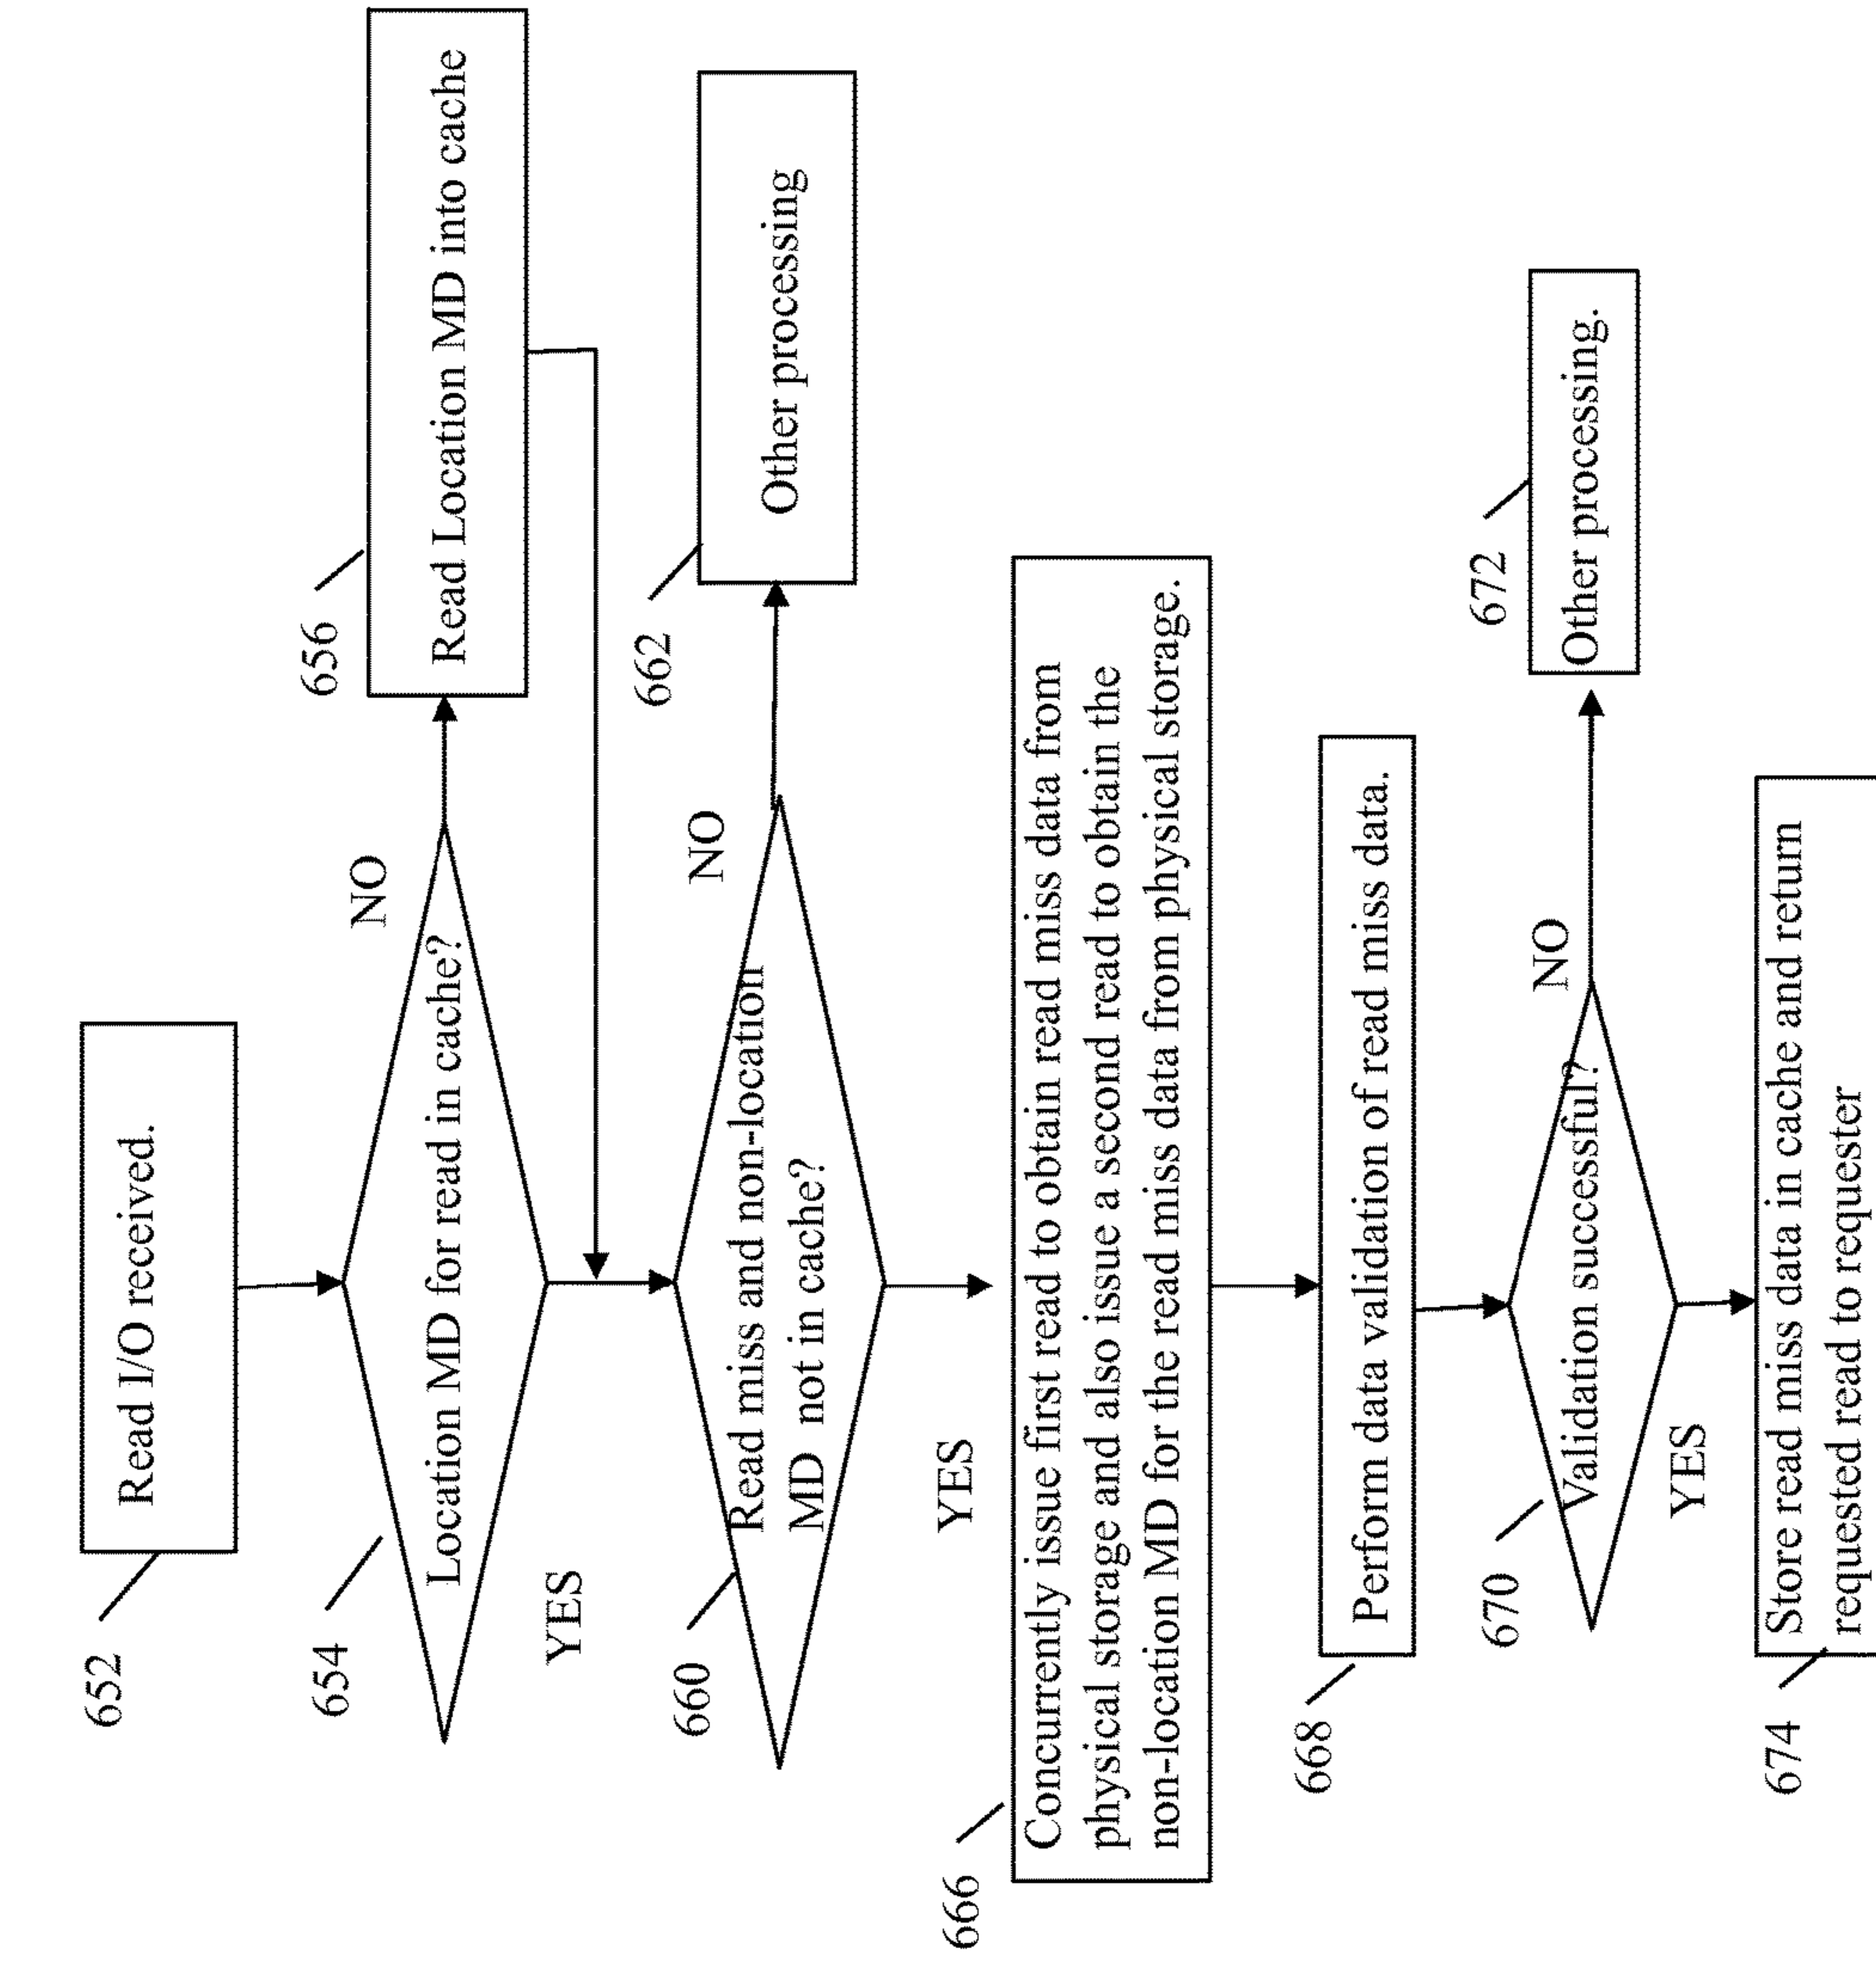 652
Read I/O received.
654
Location MD for read in cache?
NO
656
Read Location MD into cache
YES
660
Read miss and non-location
MD not in cache?
NO
662
Other processing
YES
666
Concurrently issue first read to obtain read miss data from
physical storage and also issue a second read to obtain the
non-location MD for the read miss data from physical storage.
668
Perform data validation of read miss data.
670
Validation successful?
NO
672
Other processing.
YES
674
Store read miss data in cache and return
requested read to requester